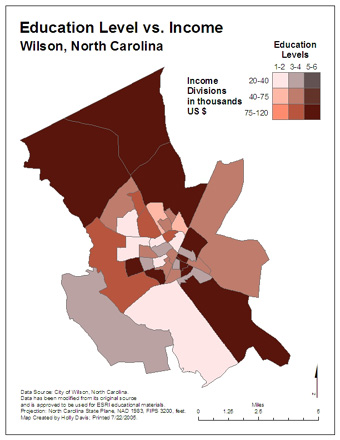 Education Level vs. Income
Wilson, North Carolina
Education
Levels
1-2 3-4 5-6
Income
Divisions
in thousands
US $
20-40
40-75
75-120
Data Source: City of Wilson, North Carolina.
Data has been modified from its original source
and is approved to be used for ESRI educational materials.
Projection: North Carolina State Plane, NAD 1983, FIPS 3200, feet.
Map Created by Holly Davis; Printed 7/22/2005.
Miles
0 1.25 2.5 5